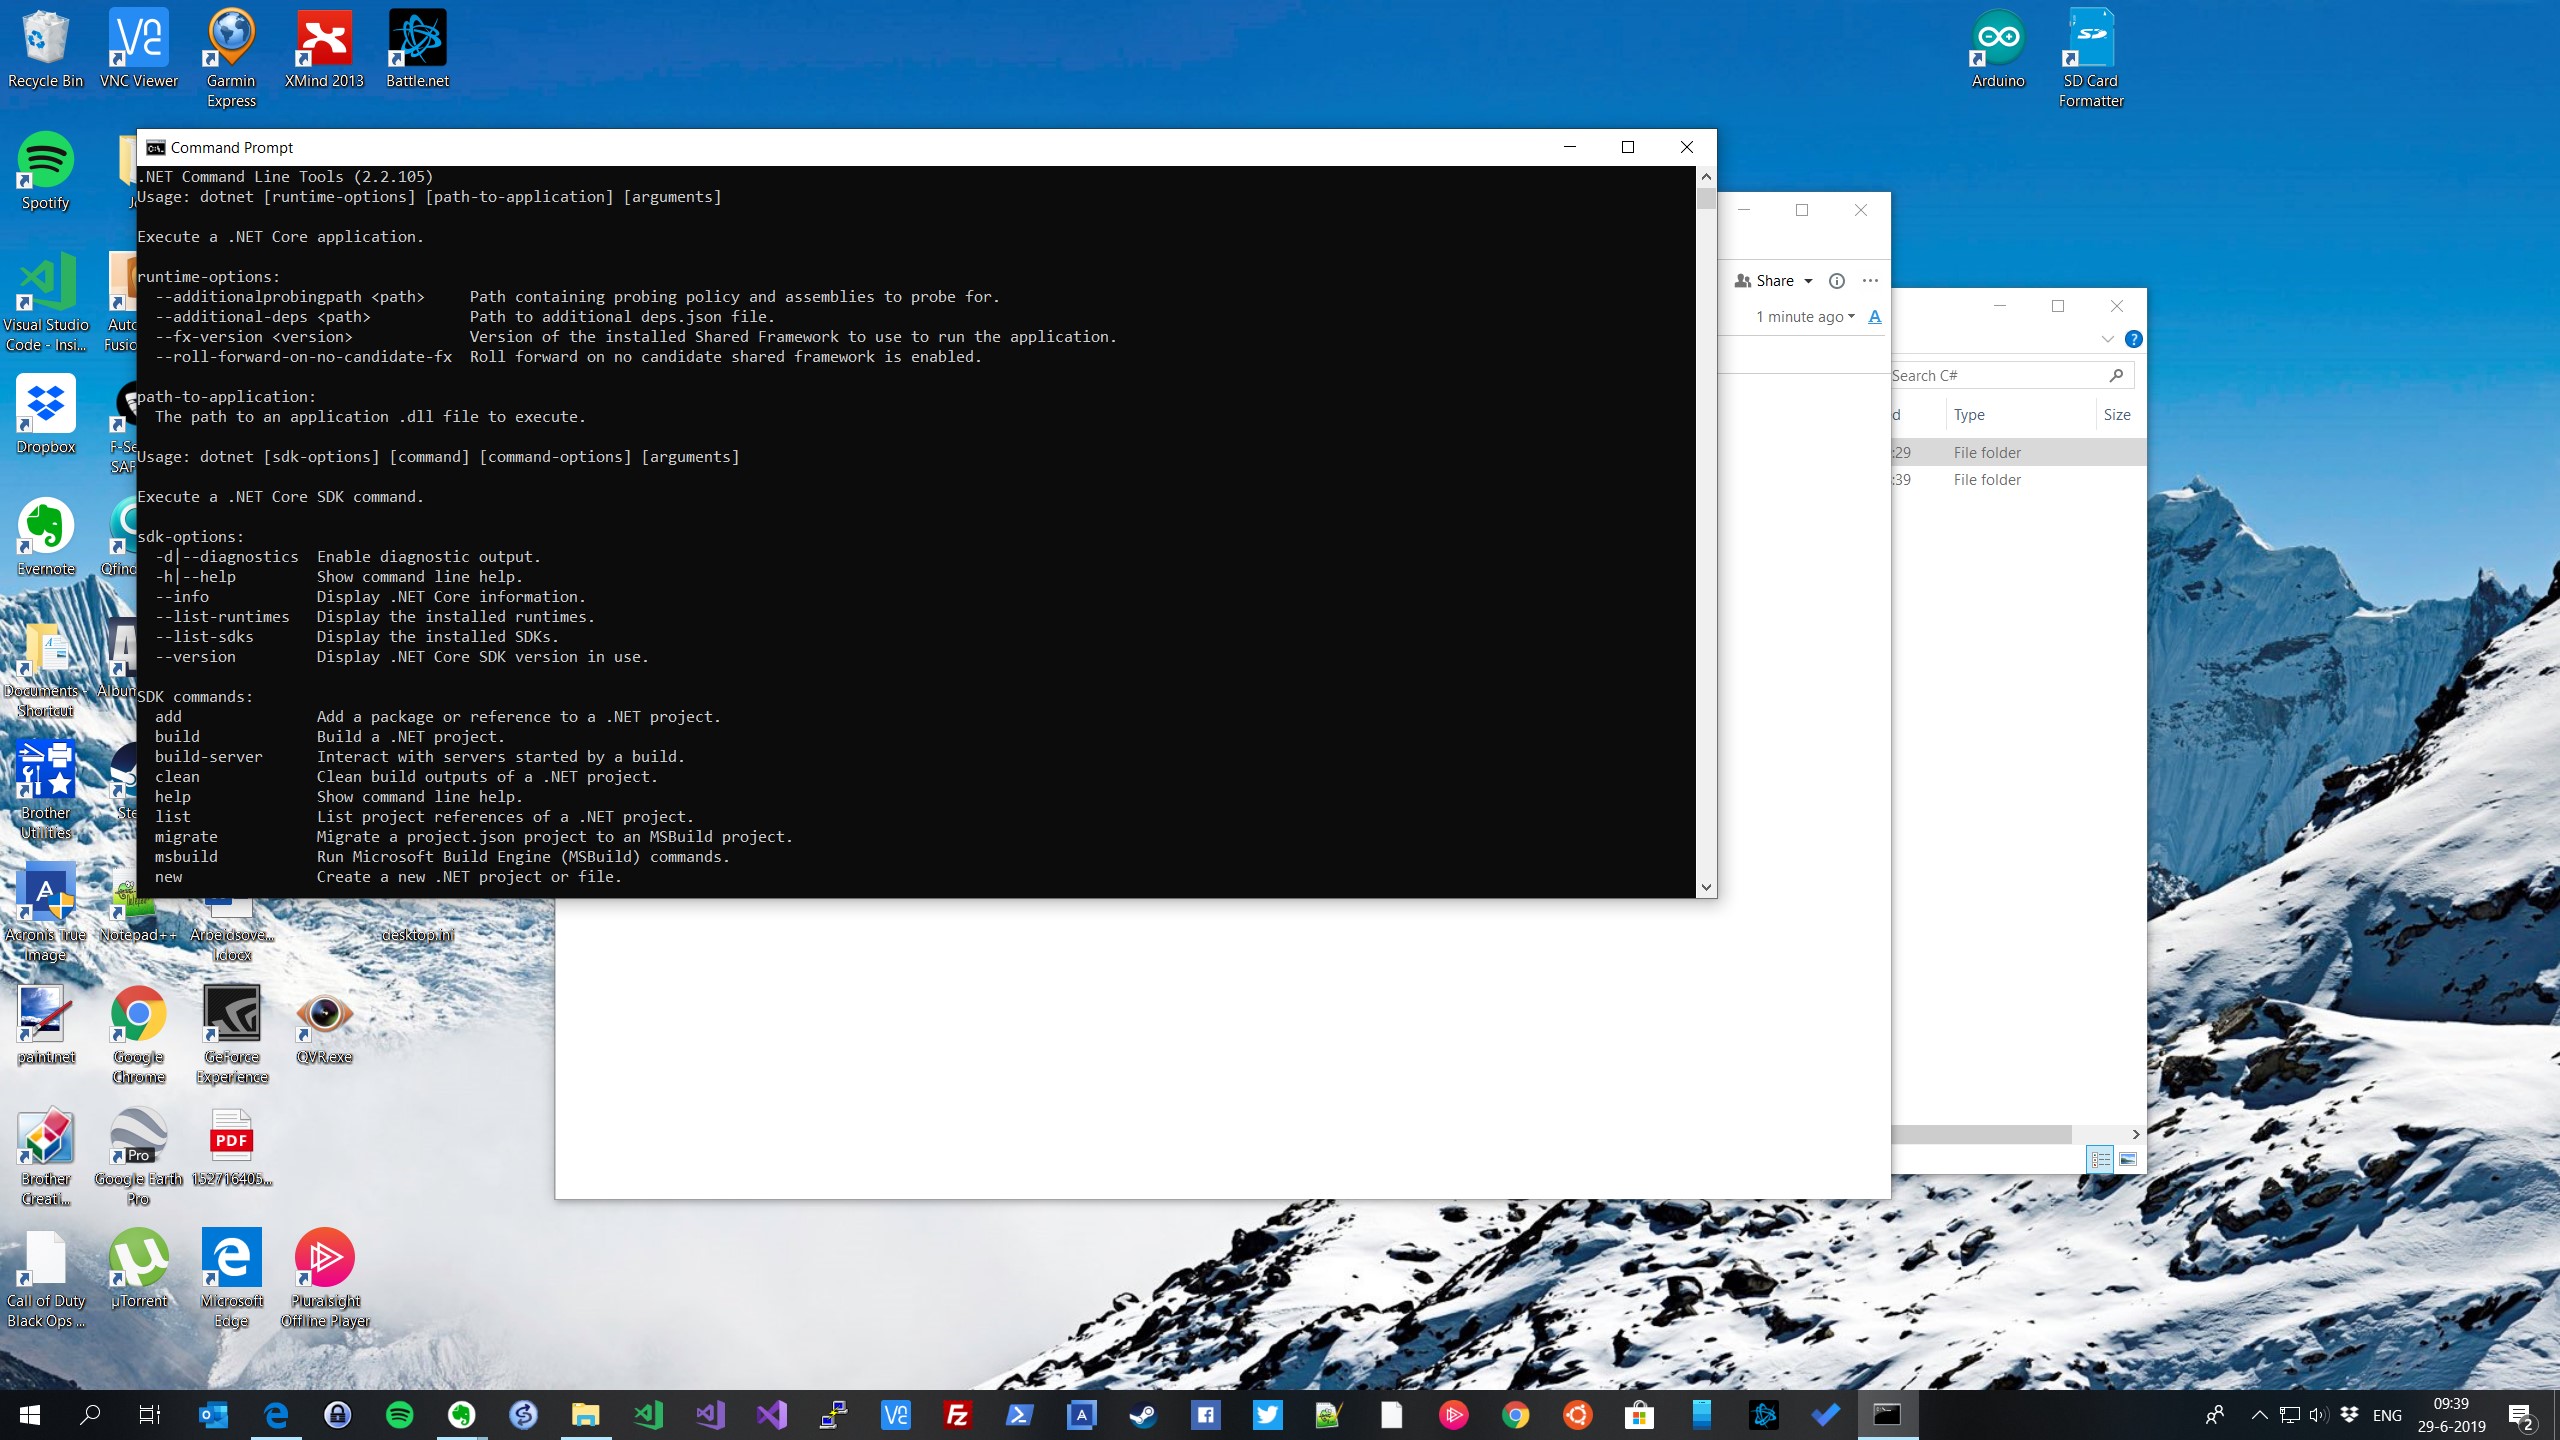 Recycle Bin
VNC Viewer
Garmin
Express
XMind 2013
Battle.net
Arduino
SD Card
Formatter
Spotify
Visual Studio
Code - Insi...
Dropbox
Evernote
Documents -
Shortcut
Brother
Utilities
Acronis True
Image
Notepad++
Arbeidsove...
l.docx
desktop.ini
paint.net
Google
Chrome
GeForce
Experience
QVR.exe
Brother
Creati...
Google Earth
Pro
152716405...
PDF
Pro
Call of Duty
Black Ops ...
µTorrent
Microsoft
Edge
Pluralsight
Offline Player
Command Prompt
.NET Command Line Tools (2.2.105)
Usage: dotnet [runtime-options] [path-to-application] [arguments]
Execute a .NET Core application.
runtime-options:
--additionalprobingpath <path>     Path containing probing policy and assemblies to probe for.
--additional-deps <path>           Path to additional deps.json file.
--fx-version <version>             Version of the installed Shared Framework to use to run the application.
--roll-forward-on-no-candidate-fx  Roll forward on no candidate shared framework is enabled.
path-to-application:
The path to an application .dll file to execute.
Usage: dotnet [sdk-options] [command] [command-options] [arguments]
Execute a .NET Core SDK command.
sdk-options:
-d|--diagnostics  Enable diagnostic output.
-h|--help         Show command line help.
--info            Display .NET Core information.
--list-runtimes   Display the installed runtimes.
--list-sdks       Display the installed SDKs.
--version         Display .NET Core SDK version in use.
SDK commands:
add               Add a package or reference to a .NET project.
build             Build a .NET project.
build-server      Interact with servers started by a build.
clean             Clean build outputs of a .NET project.
help              Show command line help.
list              List project references of a .NET project.
migrate           Migrate a project.json project to an MSBuild project.
msbuild           Run Microsoft Build Engine (MSBuild) commands.
new               Create a new .NET project or file.
Share
1 minute ago
A
Search C#
d Type Size
:29 File folder
:39 File folder
ENG
09:39
29-6-2019
2